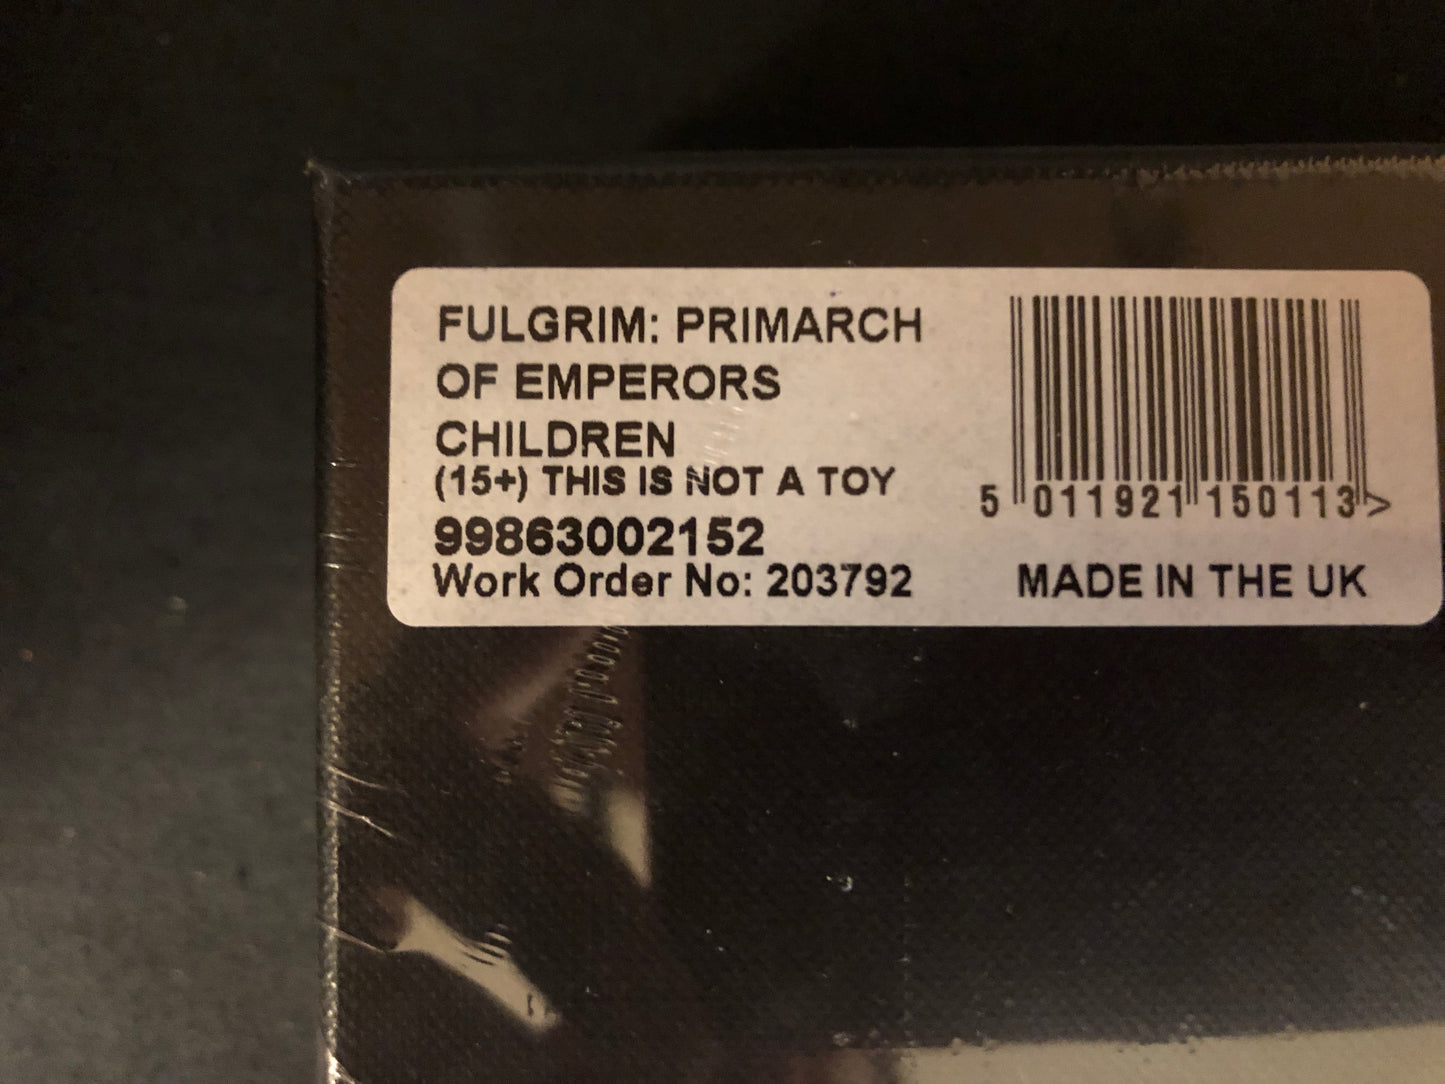 FULGRIM: PRIMARCH
OF EMPERORS
CHILDREN
(15+) THIS IS NOT A TOY
99863002152
Work Order No: 203792
5 011921 150113 >
MADE IN THE UK